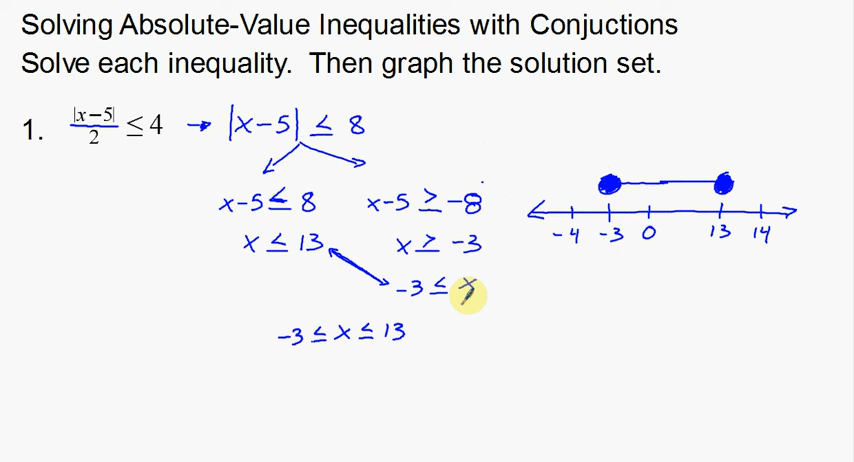 Solving Absolute-Value Inequalities with Conjuctions
Solve each inequality. Then graph the solution set.
1. |x−5|/2 ≤ 4 → |x−5| ≤ 8
x−5 ≤ 8 x−5 ≥ −8
x ≤ 13 x ≥ −3
−3 ≤ x
−3 ≤ x ≤ 13
−4 −3 0 13 14